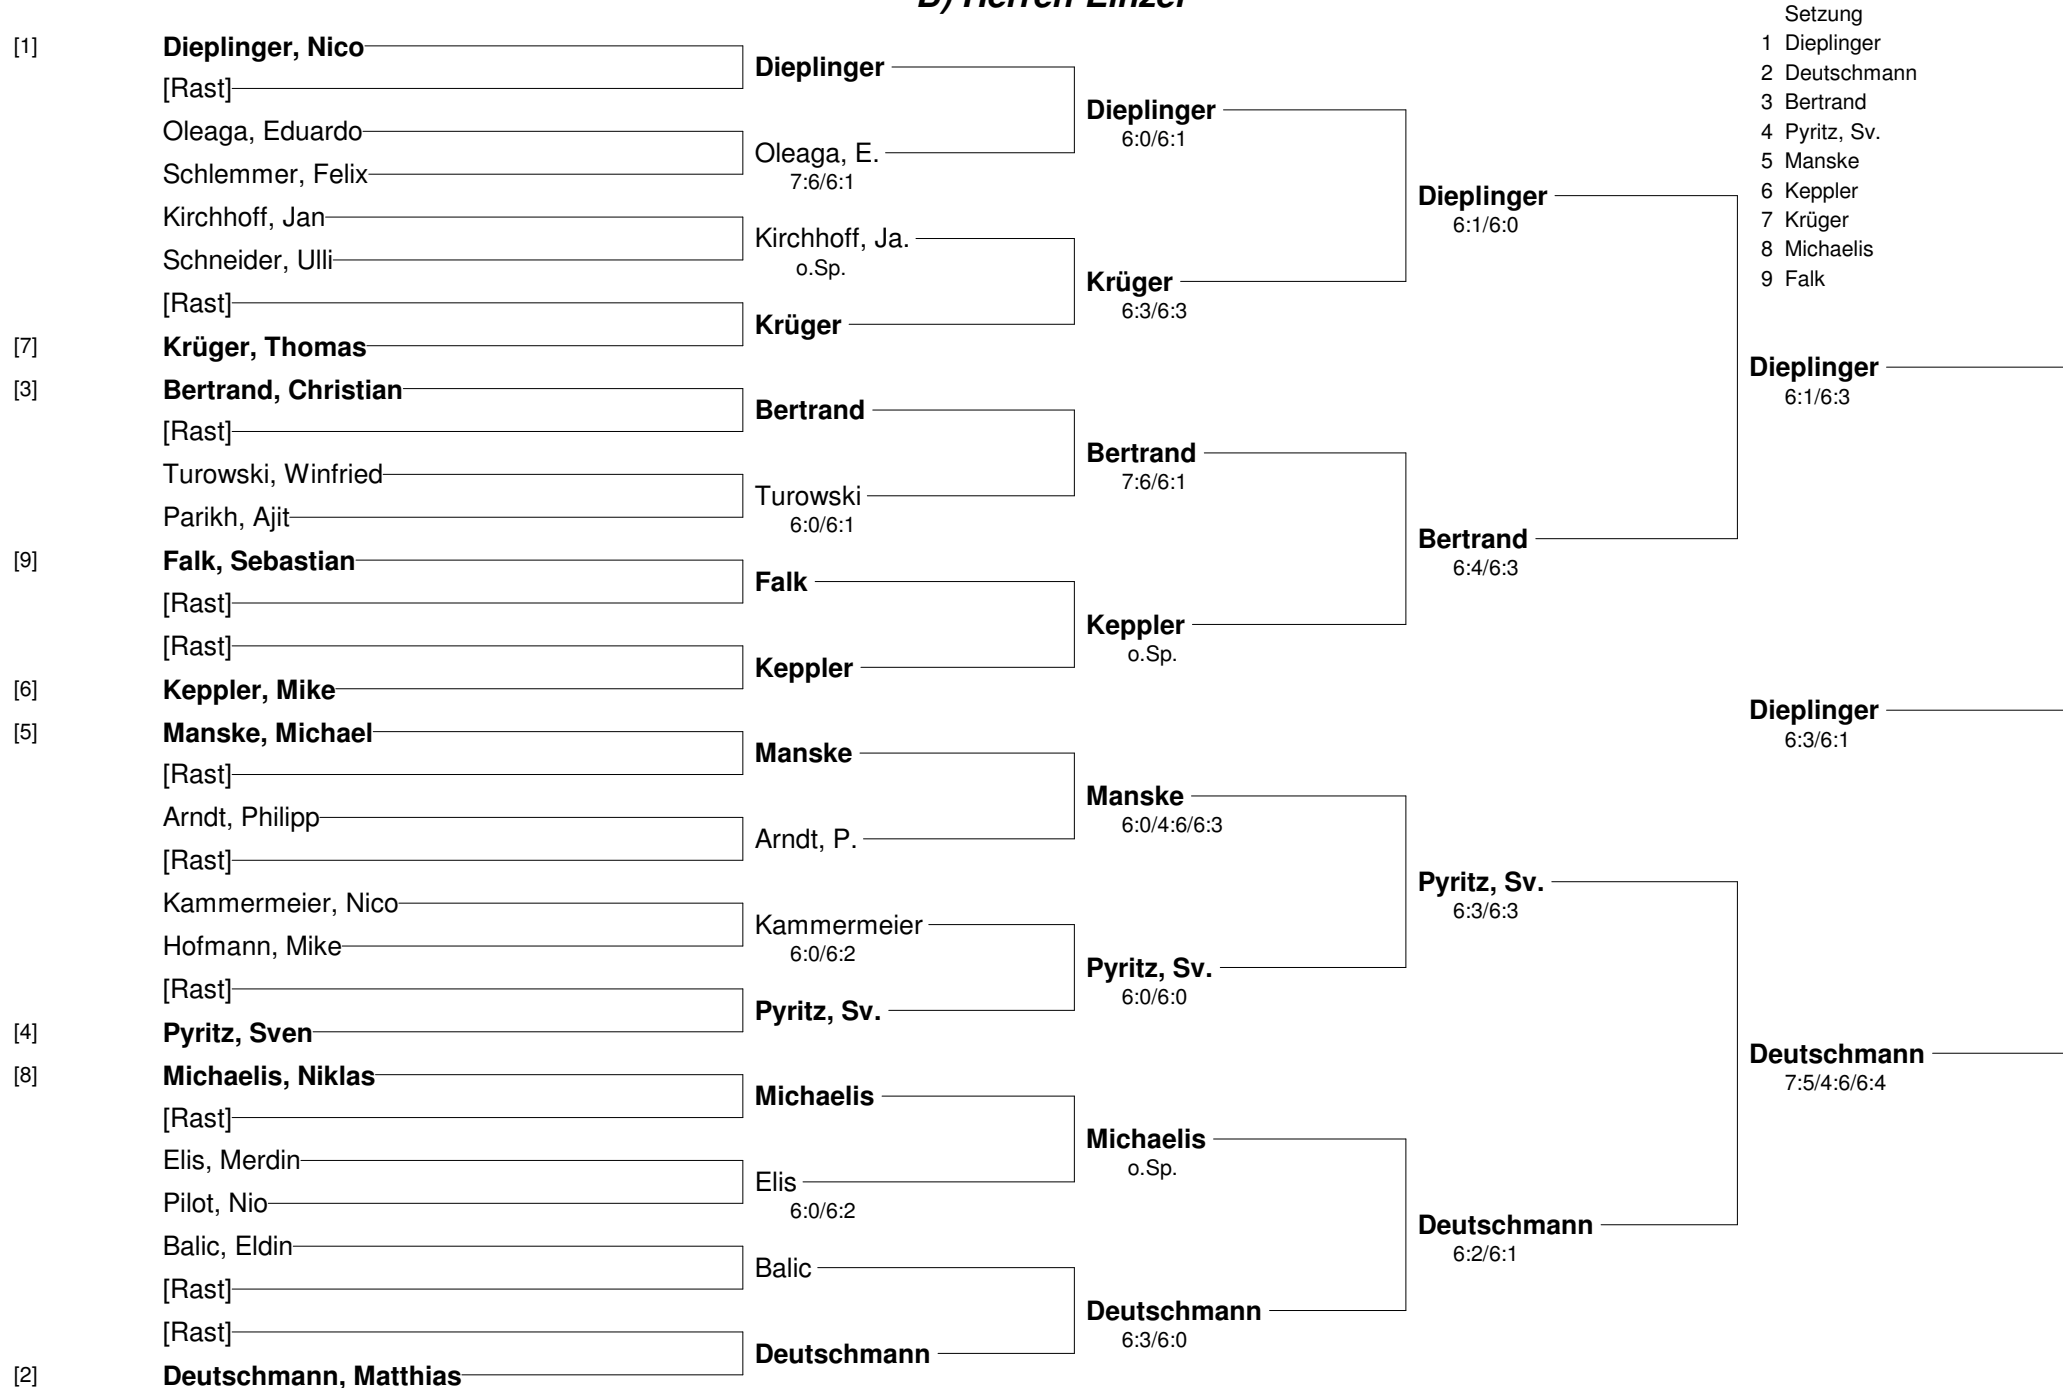 B) Herren-Einzel
Setzung
1 Dieplinger
2 Deutschmann
3 Bertrand
4 Pyritz, Sv.
5 Manske
6 Keppler
7 Krüger
8 Michaelis
9 Falk
[1] Dieplinger, Nico
[Rast]
Oleaga, Eduardo
Schlemmer, Felix
Kirchhoff, Jan
Schneider, Ulli
[Rast]
[7] Krüger, Thomas
[3] Bertrand, Christian
[Rast]
Turowski, Winfried
Parikh, Ajit
[9] Falk, Sebastian
[Rast]
[Rast]
[6] Keppler, Mike
[5] Manske, Michael
[Rast]
Arndt, Philipp
[Rast]
Kammermeier, Nico
Hofmann, Mike
[Rast]
[4] Pyritz, Sven
[8] Michaelis, Niklas
[Rast]
Elis, Merdin
Pilot, Nio
Balic, Eldin
[Rast]
[Rast]
[2] Deutschmann, Matthias
Dieplinger
Oleaga, E.
7:6/6:1
Kirchhoff, Ja.
o.Sp.
Krüger
Bertrand
Turowski
6:0/6:1
Falk
Keppler
Manske
Arndt, P.
Kammermeier
6:0/6:2
Pyritz, Sv.
Michaelis
Elis
6:0/6:2
Balic
Deutschmann
Dieplinger
6:0/6:1
Krüger
6:3/6:3
Bertrand
7:6/6:1
Keppler
o.Sp.
Manske
6:0/4:6/6:3
Pyritz, Sv.
6:0/6:0
Michaelis
o.Sp.
Deutschmann
6:3/6:0
Dieplinger
6:1/6:0
Bertrand
6:4/6:3
Pyritz, Sv.
6:3/6:3
Deutschmann
6:2/6:1
Dieplinger
6:1/6:3
Dieplinger
6:3/6:1
Deutschmann
7:5/4:6/6:4